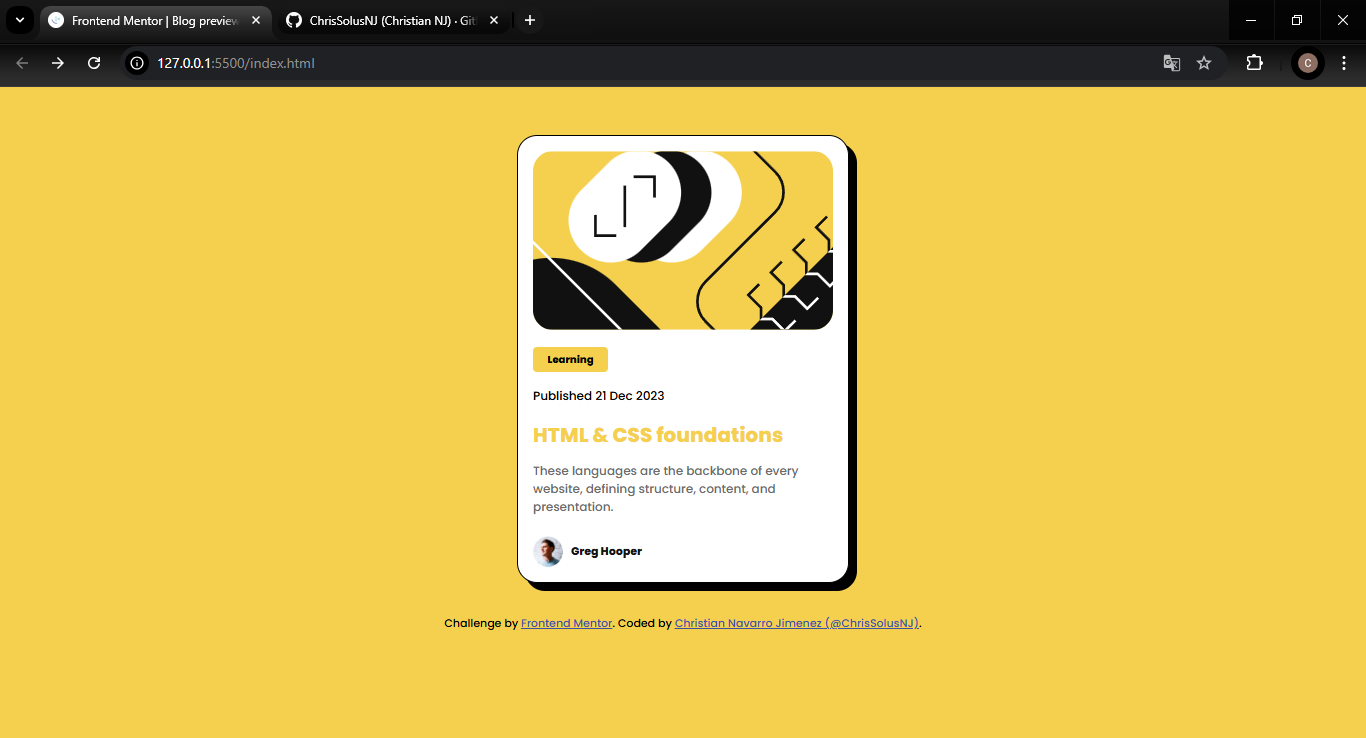 Frontend Mentor | Blog preview
ChrisSolusNJ (Christian NJ) · Git
127.0.0.1:5500/index.html
C
Learning
Published 21 Dec 2023
HTML & CSS foundations
These languages are the backbone of every
website, defining structure, content, and
presentation.
Greg Hooper
Challenge by Frontend Mentor. Coded by Christian Navarro Jimenez (@ChrisSolusNJ).